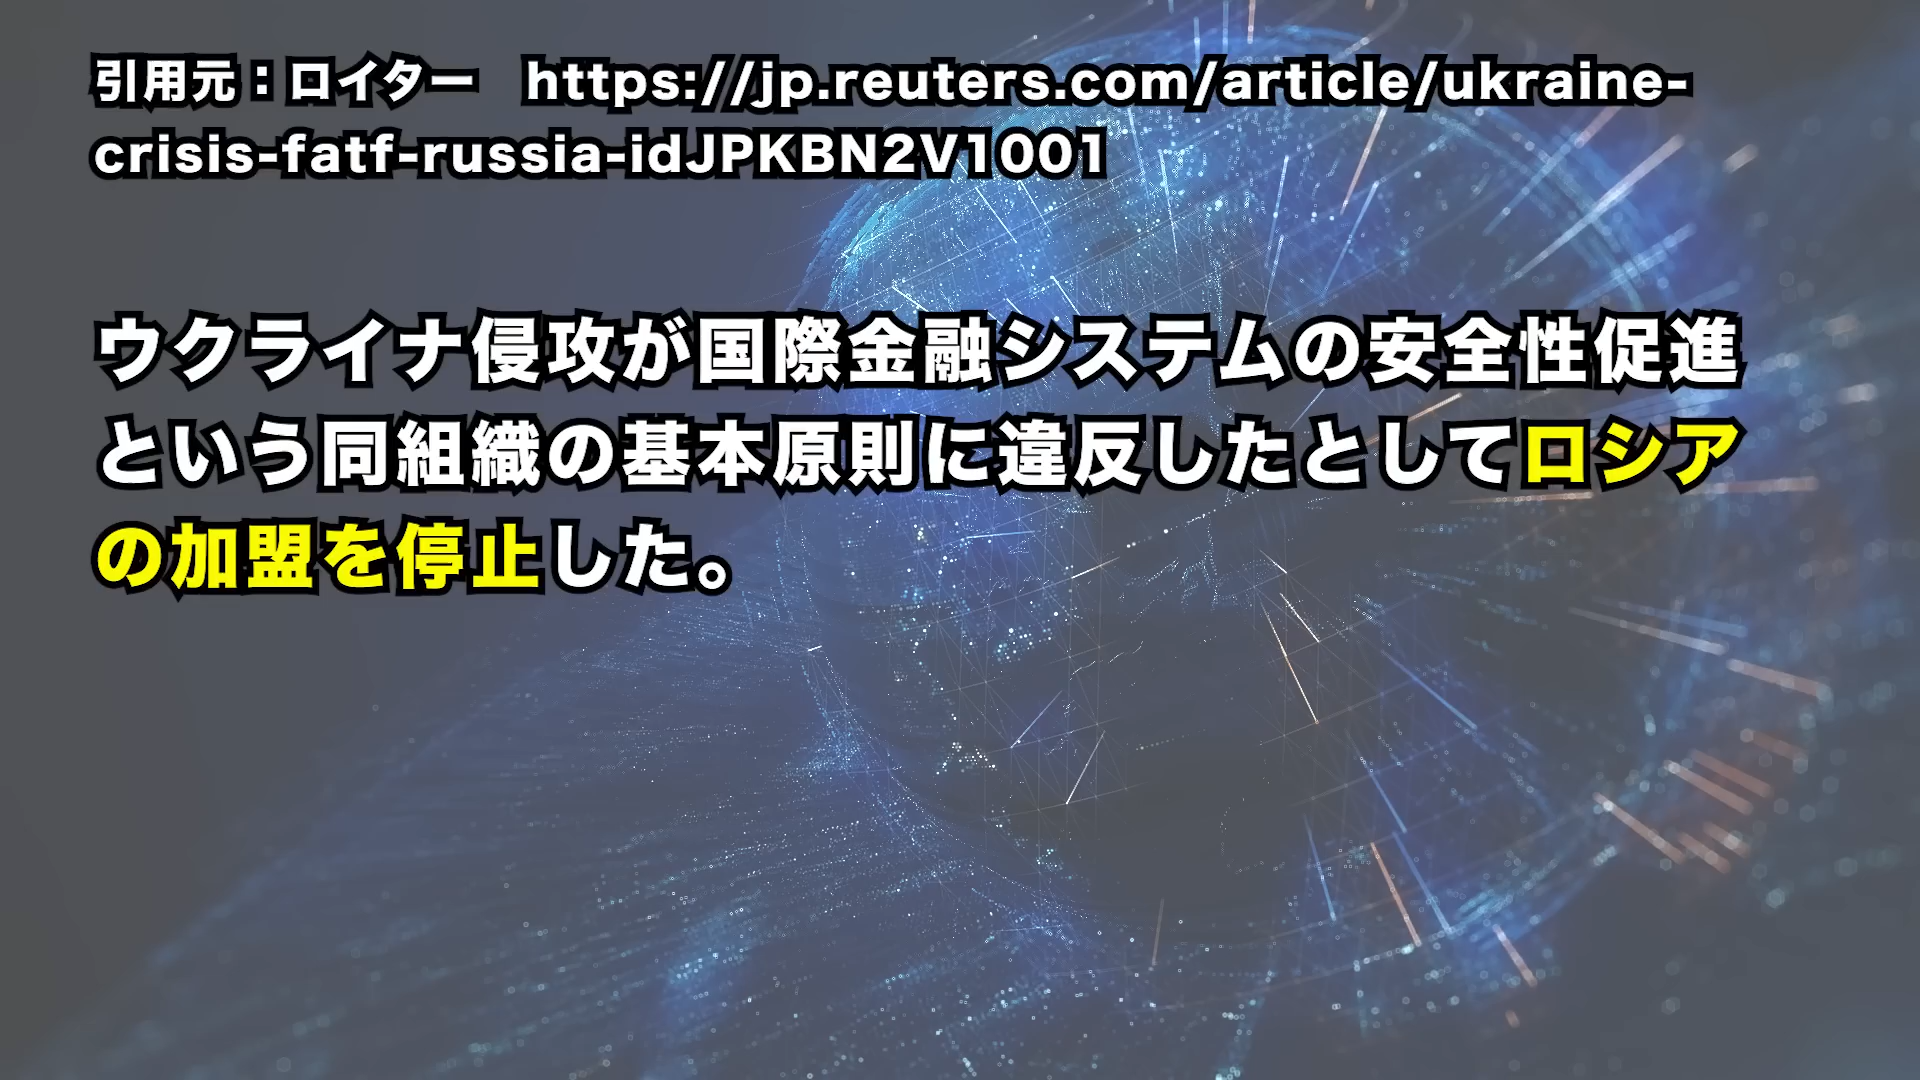 引用元：ロイター　https://jp.reuters.com/article/ukraine-
crisis-fatf-russia-idJPKBN2V1001
ウクライナ侵攻が国際金融システムの安全性促進
という同組織の基本原則に違反したとしてロシア
の加盟を停止した。